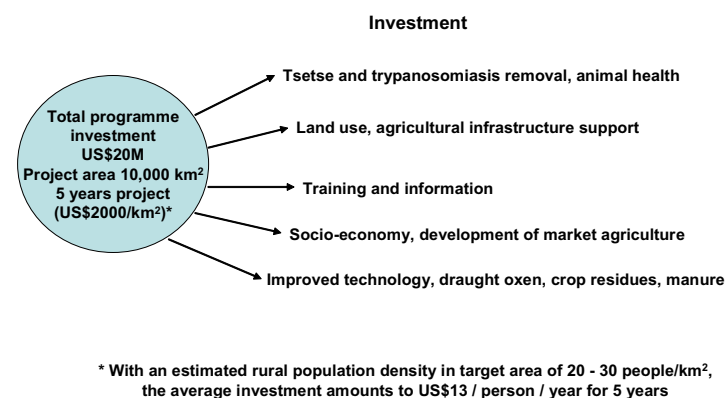 Investment
Total programme
investment
US$20M
Project area 10,000 km²
5 years project
(US$2000/km²)*
Tsetse and trypanosomiasis removal, animal health
Land use, agricultural infrastructure support
Training and information
Socio-economy, development of market agriculture
Improved technology, draught oxen, crop residues, manure
* With an estimated rural population density in target area of 20 - 30 people/km²,
the average investment amounts to US$13 / person / year for 5 years